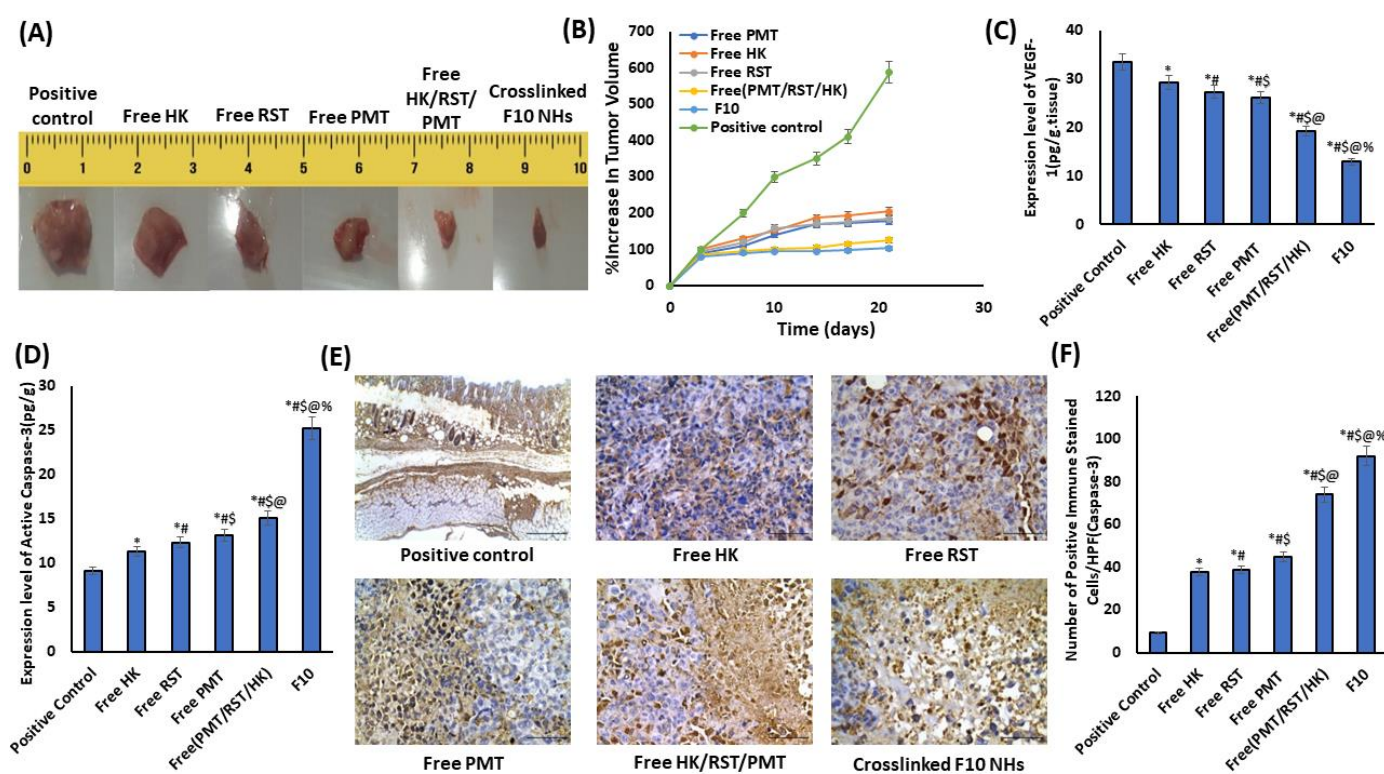 (A)
Positive
control
Free HK
Free RST
Free PMT
Free
HK/RST/
PMT
Crosslinked
F10 NHs
0 1 2 3 4 5 6 7 8 9 10
(B)
%Increase In Tumor Volume
700
600
500
400
300
200
100
0
Free PMT
Free HK
Free RST
Free(PMT/RST/HK)
F10
Positive control
0 10 20 30
Time (days)
(C)
Expression level of VEGF-
1(pg/g.tissue)
40
30
20
10
0
*
*#
*#$
*#$@
*#$@%
Positive Control
Free HK
Free RST
Free PMT
Free(PMT/RST/HK)
F10
(D)
Expression level of Active Caspase-3(pg/g)
30
25
20
15
10
5
0
*
*#
*#$
*#$@
*#$@%
Positive Control
Free HK
Free RST
Free PMT
Free(PMT/RST/HK)
F10
(E)
Positive control
Free HK
Free RST
Free PMT
Free HK/RST/PMT
Crosslinked F10 NHs
(F)
Number of Positive Immune Stained
Cells/HPF(Caspase-3)
120
100
80
60
40
20
0
*
*#
*#$
*#$@
*#$@%
Positive Control
Free HK
Free RST
Free PMT
Free(PMT/RST/HK)
F10